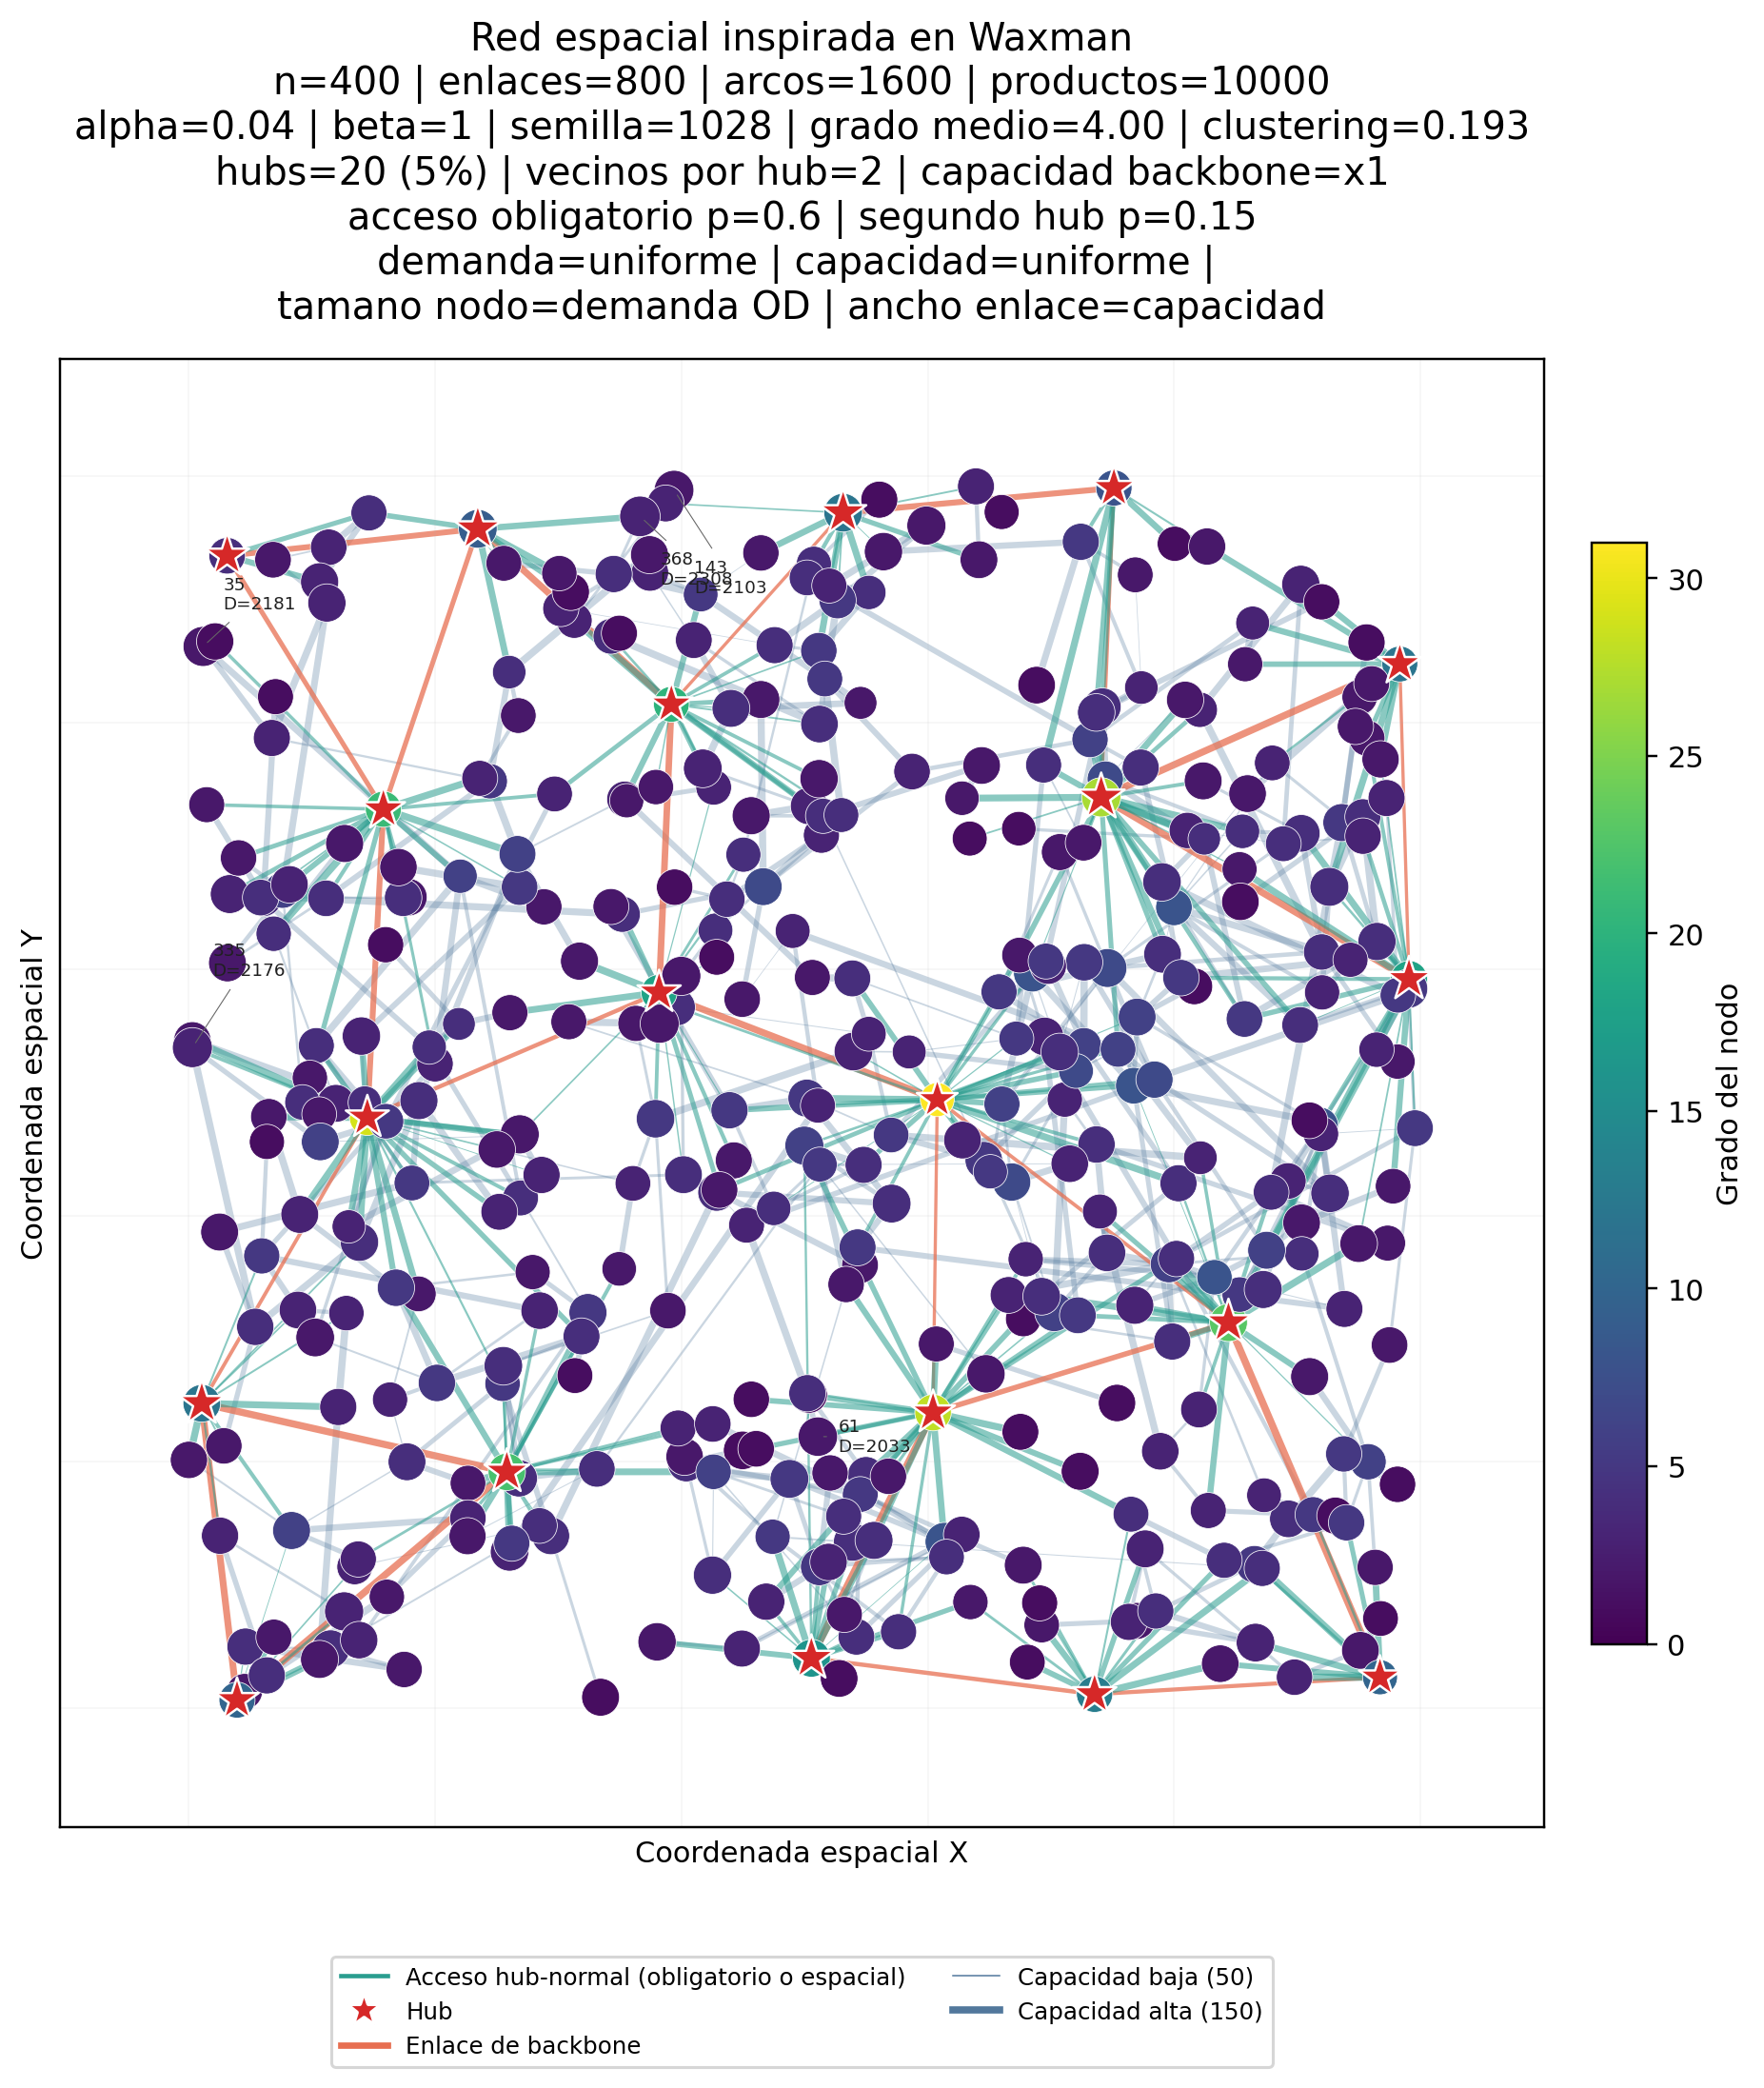 Red espacial inspirada en Waxman
n=400 | enlaces=800 | arcos=1600 | productos=10000
alpha=0.04 | beta=1 | semilla=1028 | grado medio=4.00 | clustering=0.193
hubs=20 (5%) | vecinos por hub=2 | capacidad backbone=x1
acceso obligatorio p=0.6 | segundo hub p=0.15
demanda=uniforme | capacidad=uniforme |
tamano nodo=demanda OD | ancho enlace=capacidad
368
D=2308
143
D=2103
35
D=2181
335
D=2176
61
D=2033
Coordenada espacial Y
Coordenada espacial X
30
25
20
15
10
5
0
Grado del nodo
Acceso hub-normal (obligatorio o espacial)
Hub
Enlace de backbone
Capacidad baja (50)
Capacidad alta (150)